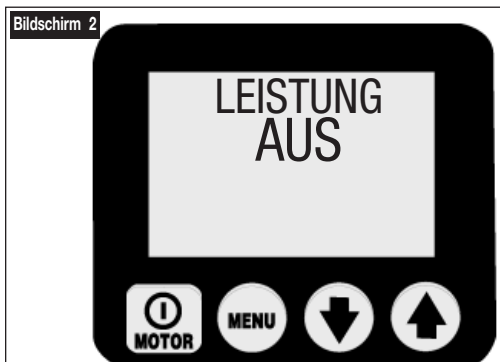 Bildschirm 2
LEISTUNG
AUS
MOTOR
MENU